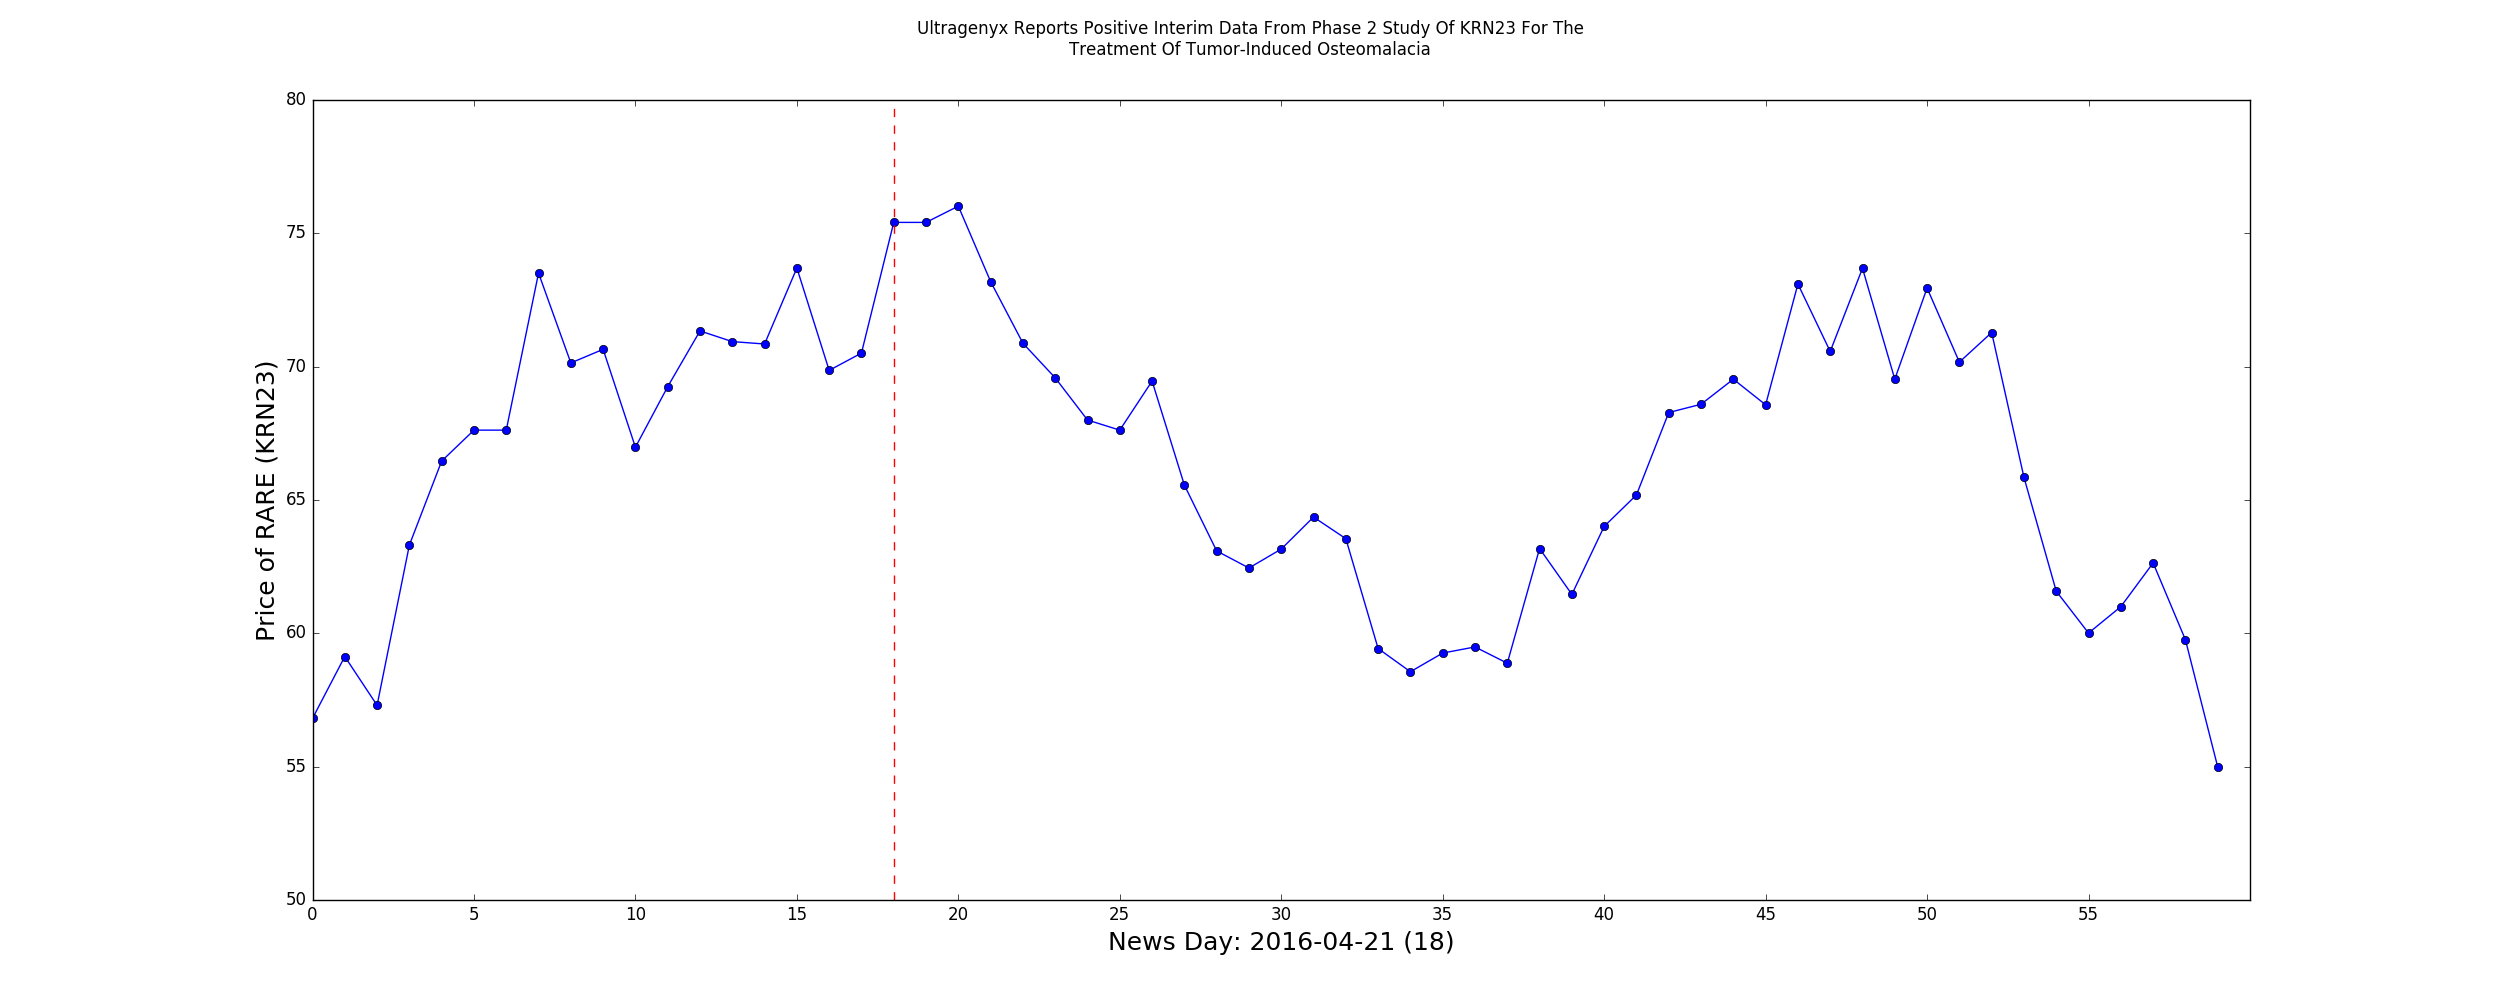 Ultragenyx Reports Positive Interim Data From Phase 2 Study Of KRN23 For The
Treatment Of Tumor-Induced Osteomalacia
80
75
70
65
60
55
50
Price of RARE (KRN23)
0 5 10 15 20 25 30 35 40 45 50 55
News Day: 2016-04-21 (18)